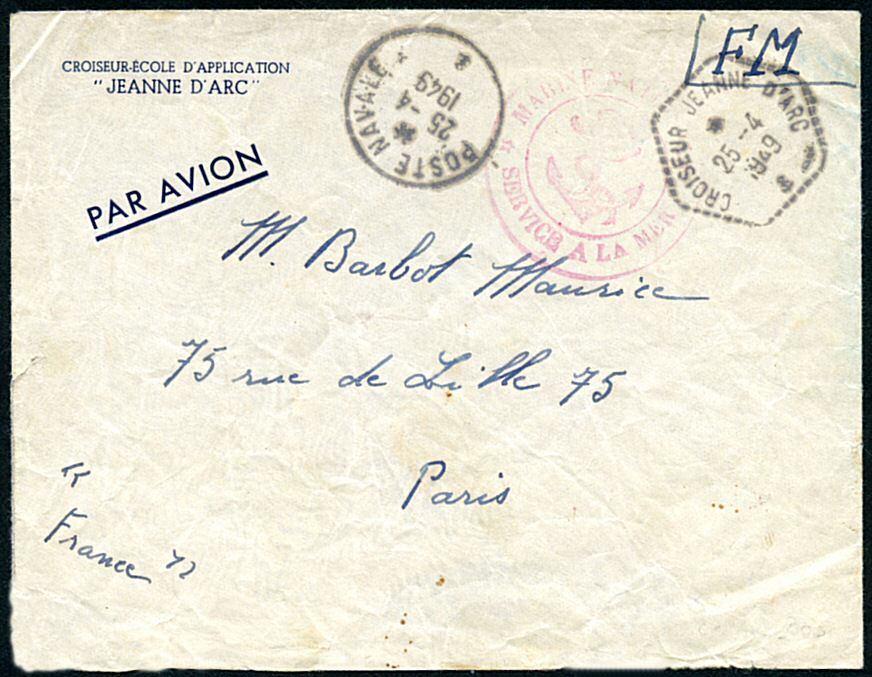 CROISEUR-ÉCOLE D'APPLICATION
"JEANNE D'ARC"
PAR AVION
POSTE NAVALE
25 -4
1949
MARINE NA
SERVICE A LA MER
FM
CROISEUR JEANNE D'ARC
25 -4
1949
M. Barbot Maurice
75 rue de Lille 75
Paris
"France"